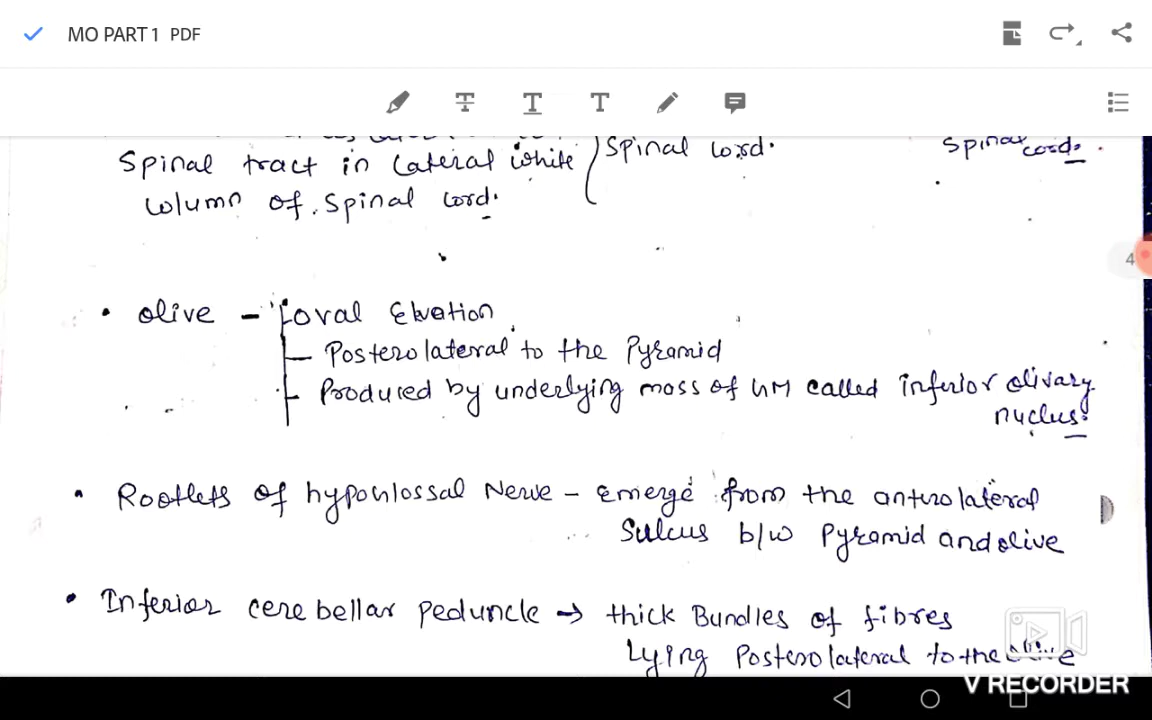 MO PART 1 PDF
Spinal tract in Lateral white
column of Spinal cord.
Spinal cord.
Spinal cord.
4
• Olive - oval Elvation
- Posterolateral to the Pyramid
- Produced by underlying mass of GM called inferior olivary
nuclus.
• Rootlets of hypoglossal Nerve - Emerge from the anterolateral
Sulcus b/w Pyramid and olive
• Inferior cerebellar peduncle → thick Bundles of fibres
Lying Posterolateral to the olive
V RECORDER